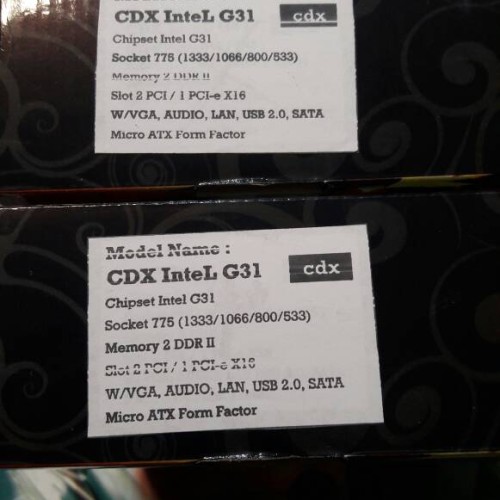 CDX InteL G31
cdx
Chipset Intel G31
Socket 775 (1333/1066/800/533)
Memory 2 DDR II
Slot 2 PCI / 1 PCI-e X16
W/VGA, AUDIO, LAN, USB 2.0, SATA
Micro ATX Form Factor
Model Name :
CDX InteL G31
cdx
Chipset Intel G31
Socket 775 (1333/1066/800/533)
Memory 2 DDR II
Slot 2 PCI / 1 PCI-e X16
W/VGA, AUDIO, LAN, USB 2.0, SATA
Micro ATX Form Factor